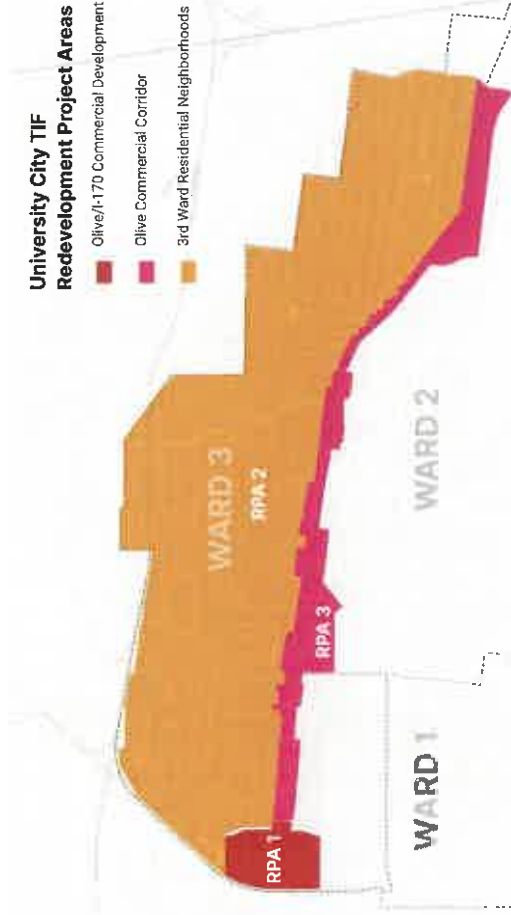 University City TIF
Redevelopment Project Areas
Olive/I-170 Commercial Development
Olive Commercial Corridor
3rd Ward Residential Neighborhoods
WARD 3
RPA 2
WARD 2
RPA 3
RPA 1
WARD 1